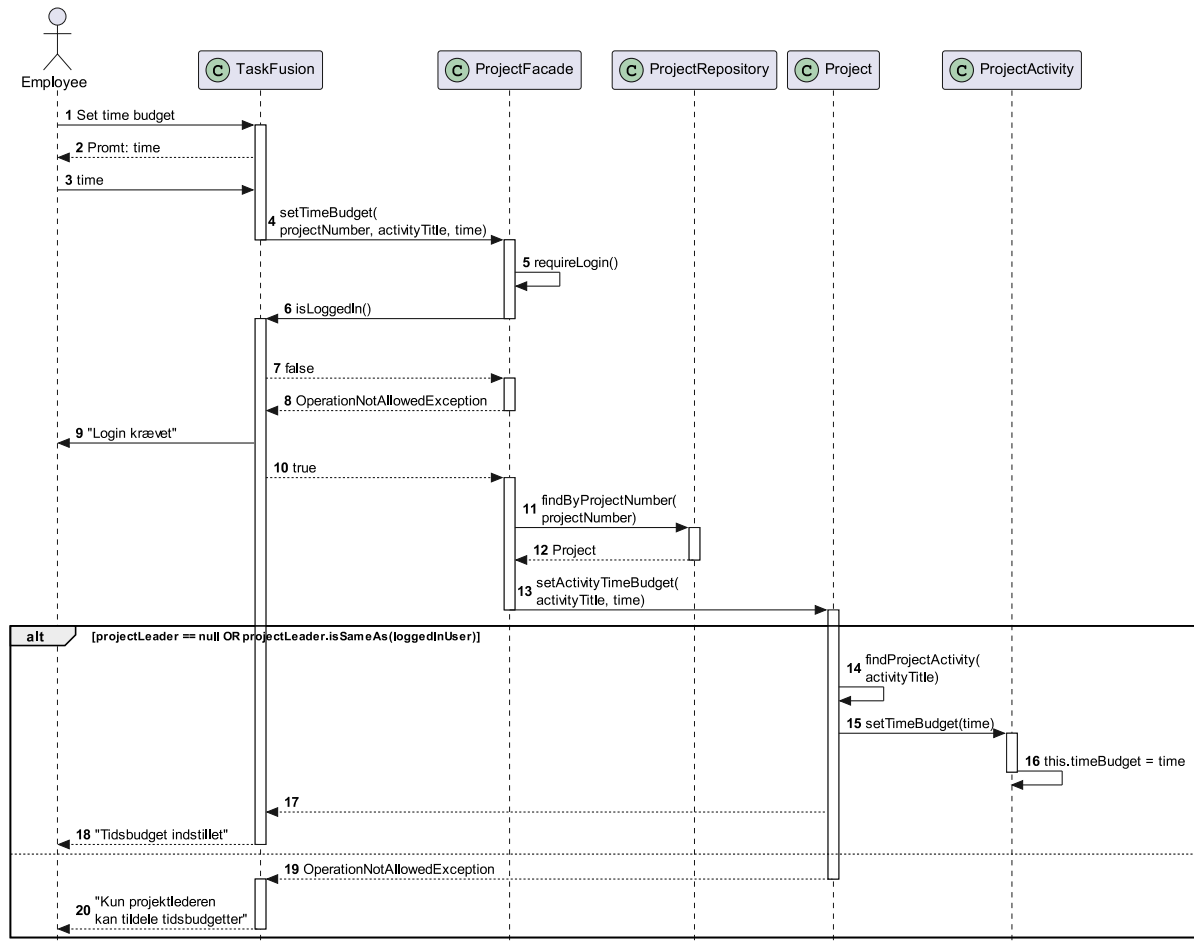 Employee
C TaskFusion
C ProjectFacade
C ProjectRepository
C Project
C ProjectActivity
1 Set time budget
2 Promt: time
3 time
4 setTimeBudget(
projectNumber, activityTitle, time)
5 requireLogin()
6 isLoggedIn()
7 false
8 OperationNotAllowedException
9 "Login krævet"
10 true
11 findByProjectNumber(
projectNumber)
12 Project
13 setActivityTimeBudget(
activityTitle, time)
alt [projectLeader == null OR projectLeader.isSameAs(loggedInUser)]
14 findProjectActivity(
activityTitle)
15 setTimeBudget(time)
16 this.timeBudget = time
17
18 "Tidsbudget indstillet"
19 OperationNotAllowedException
20 "Kun projektlederen
kan tildele tidsbudgetter"